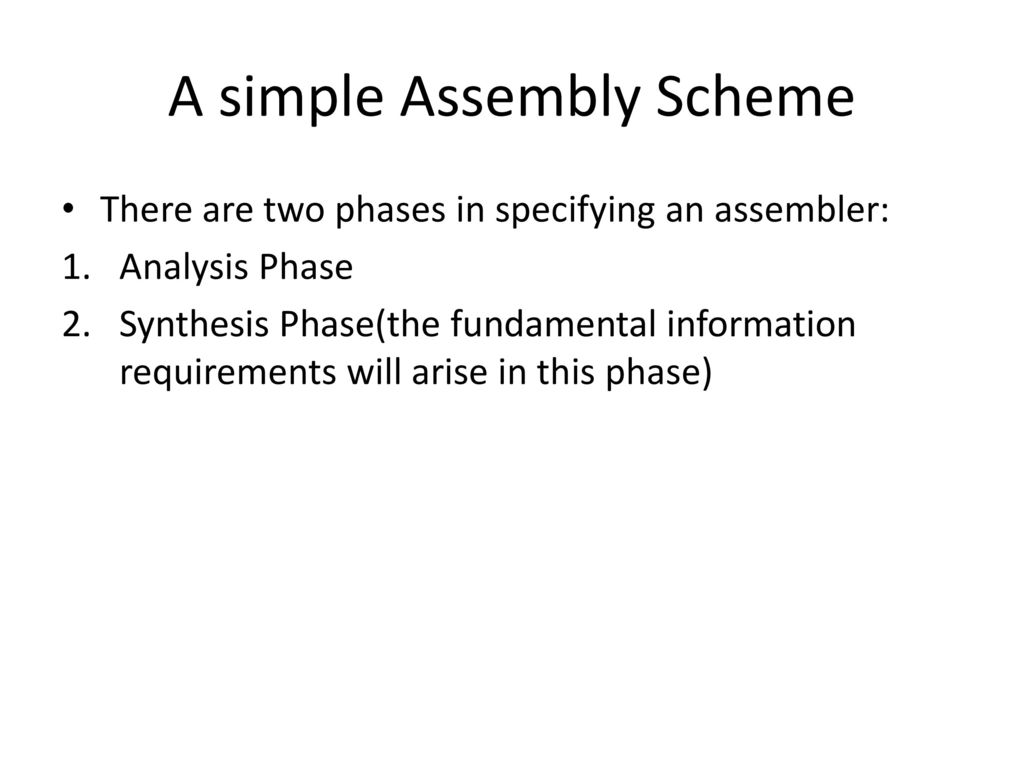 A simple Assembly Scheme
• There are two phases in specifying an assembler:
1. Analysis Phase
2. Synthesis Phase(the fundamental information
requirements will arise in this phase)